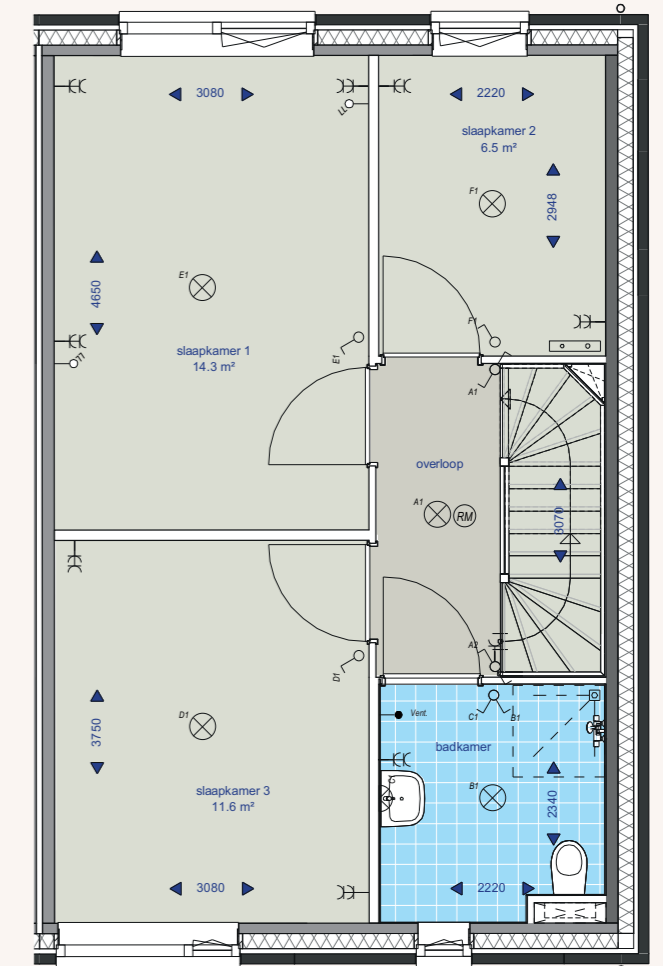 3080
2220
LL
slaapkamer 2
6.5 m²
F1
2948
E1
4650
F1
slaapkamer 1
14.3 m²
E1
A1
overloop
A1
RM
3070
A2
D1
Vent.
C1
B1
D1
3750
badkamer
slaapkamer 3
11.6 m²
B1
2340
3080
2220